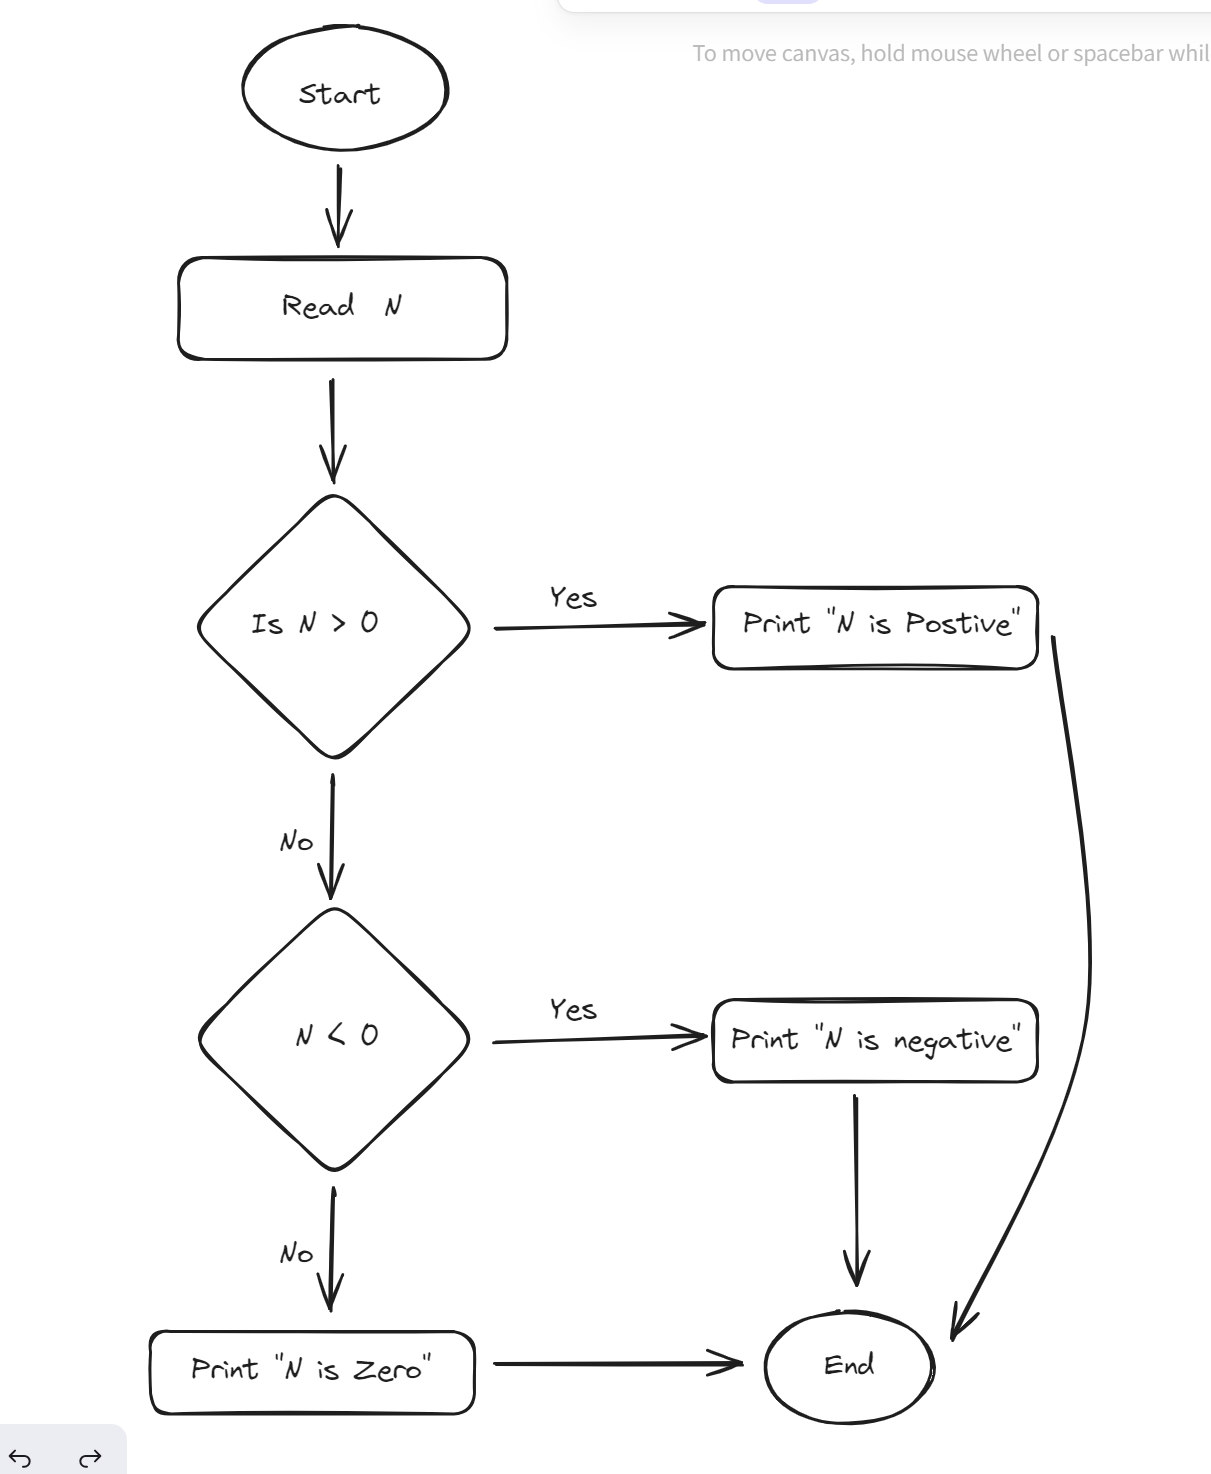 To move canvas, hold mouse wheel or spacebar whil
Start
Read N
Is N > 0
Yes
Print "N is Postive"
No
N < 0
Yes
Print "N is negative"
No
Print "N is Zero"
End